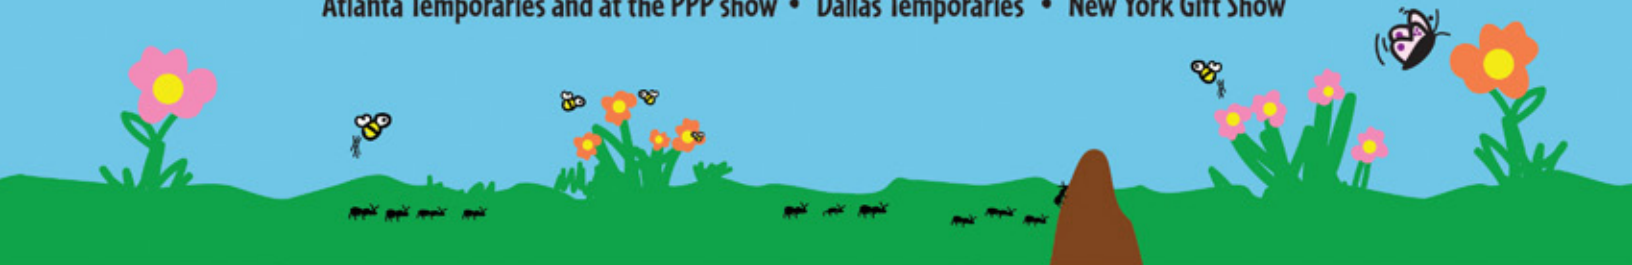 Atlanta Temporaries and at the PPP show • Dallas Temporaries • New York Gift Show